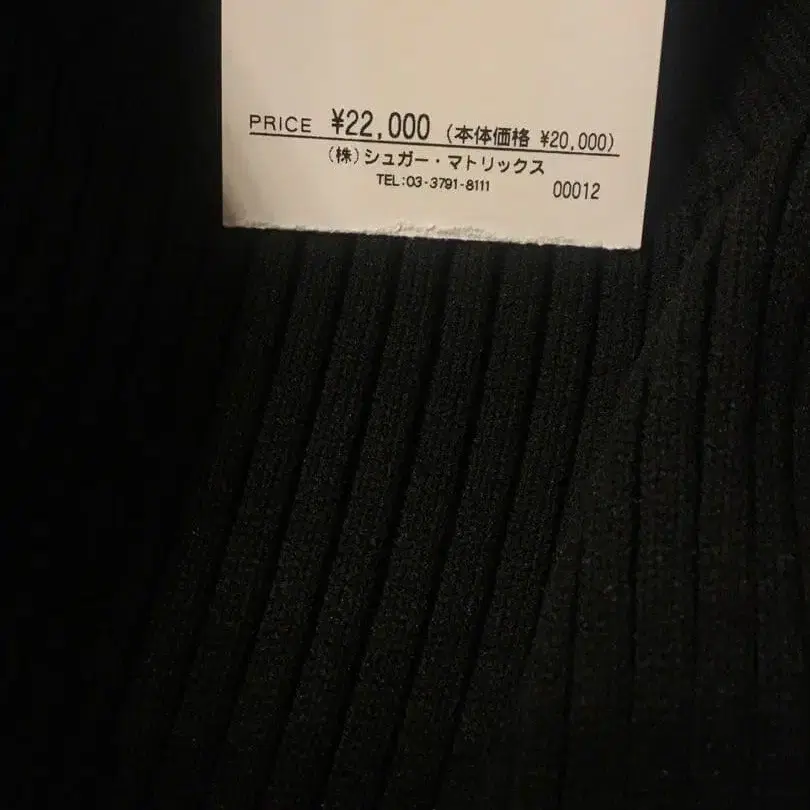 PRICE ¥22,000 (本体価格 ¥20,000)
(株)シュガー・マトリックス
TEL:03-3791-8111 00012